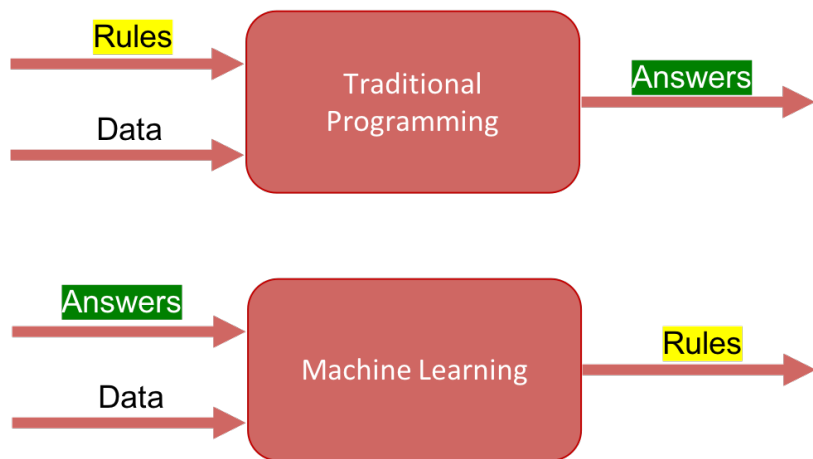 Rules
Data
Traditional
Programming
Answers
Answers
Data
Machine Learning
Rules